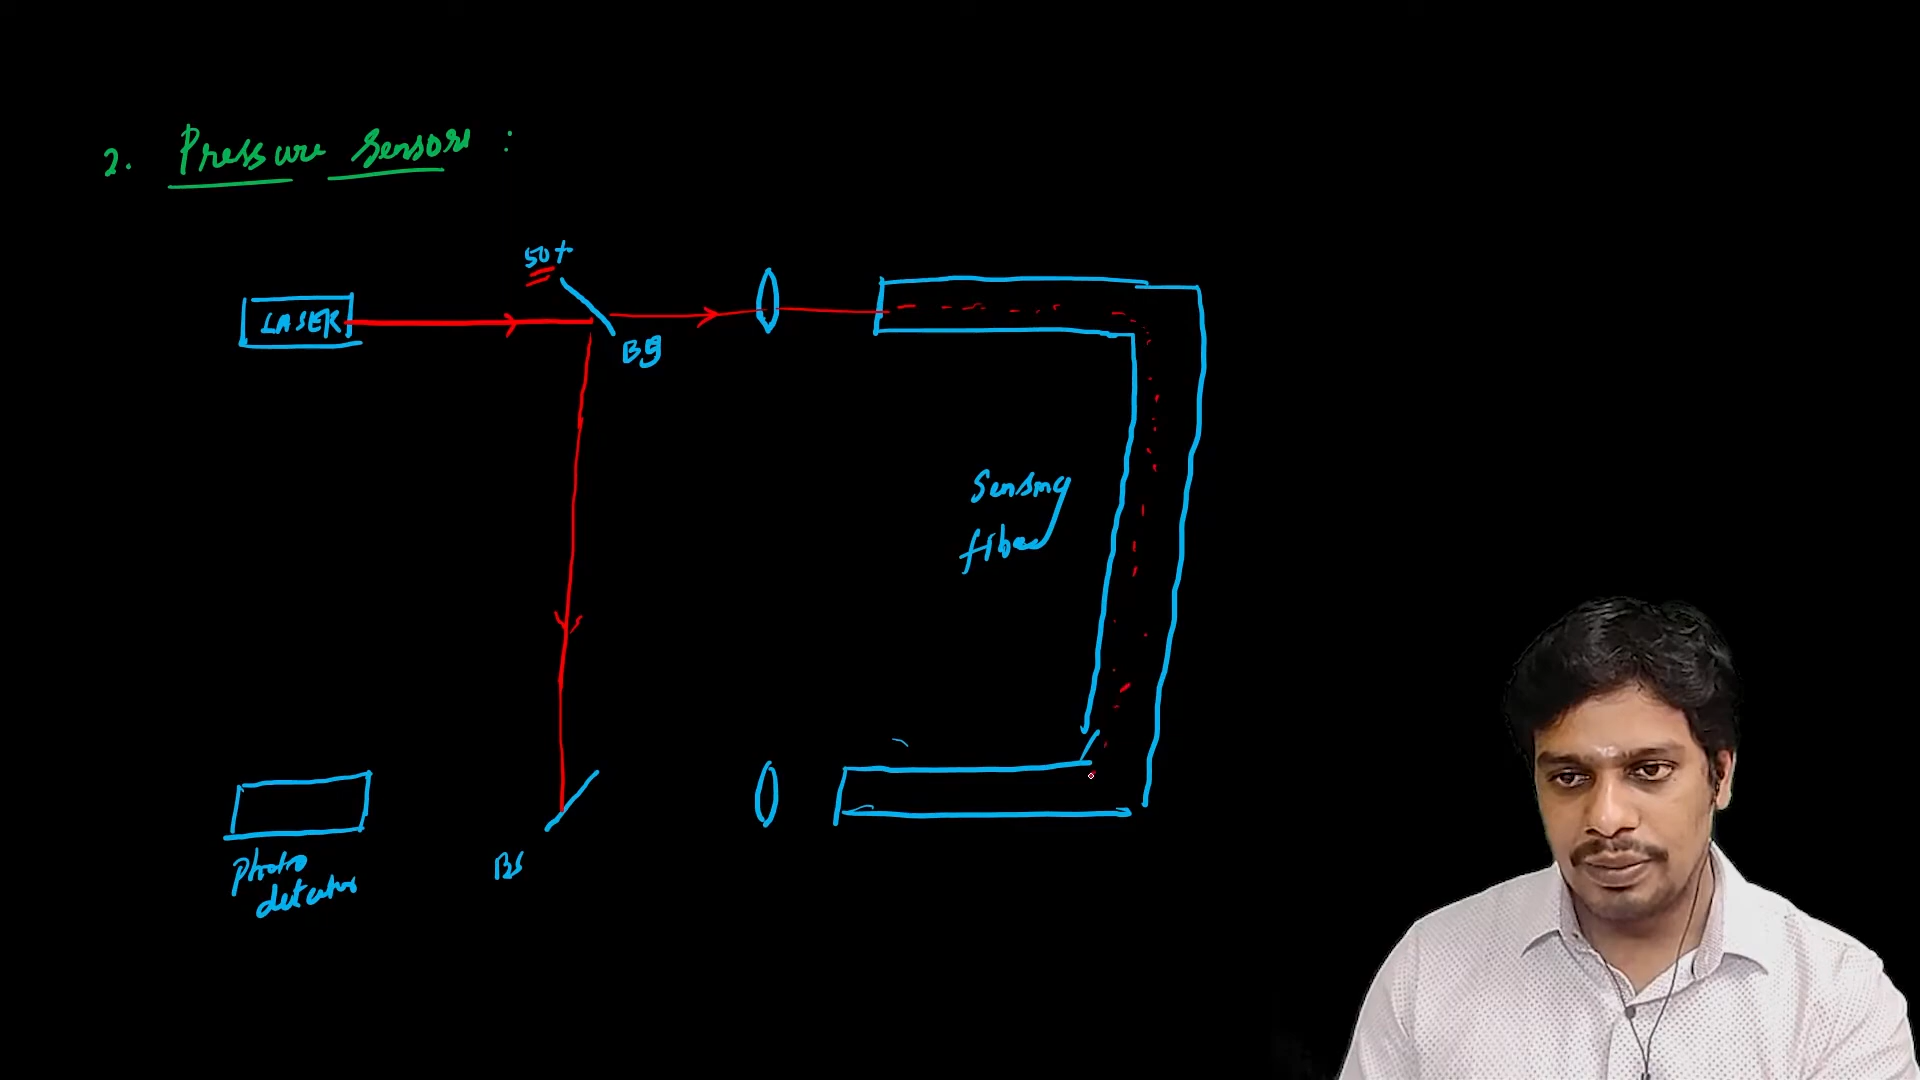 2. Pressure Sensors :
50%
LASER
BS
Sensing
fiber
Photo
detector
BS